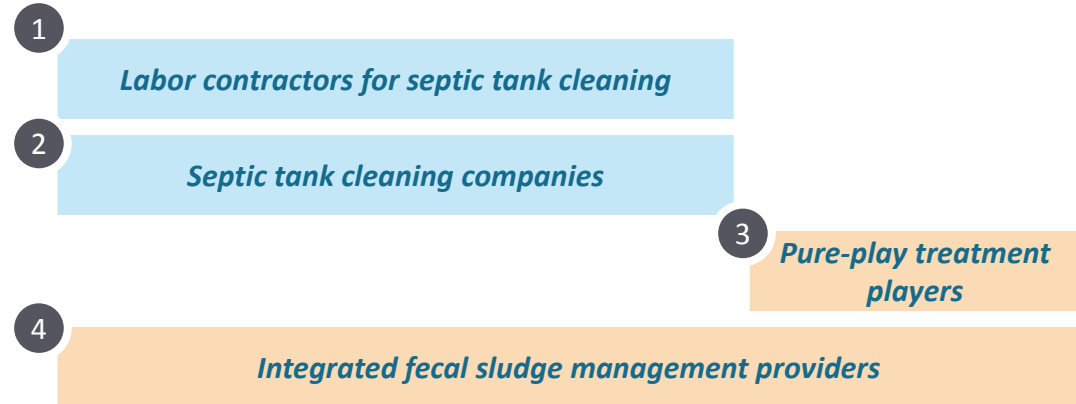 1
Labor contractors for septic tank cleaning
2
Septic tank cleaning companies
3
Pure-play treatment
players
4
Integrated fecal sludge management providers